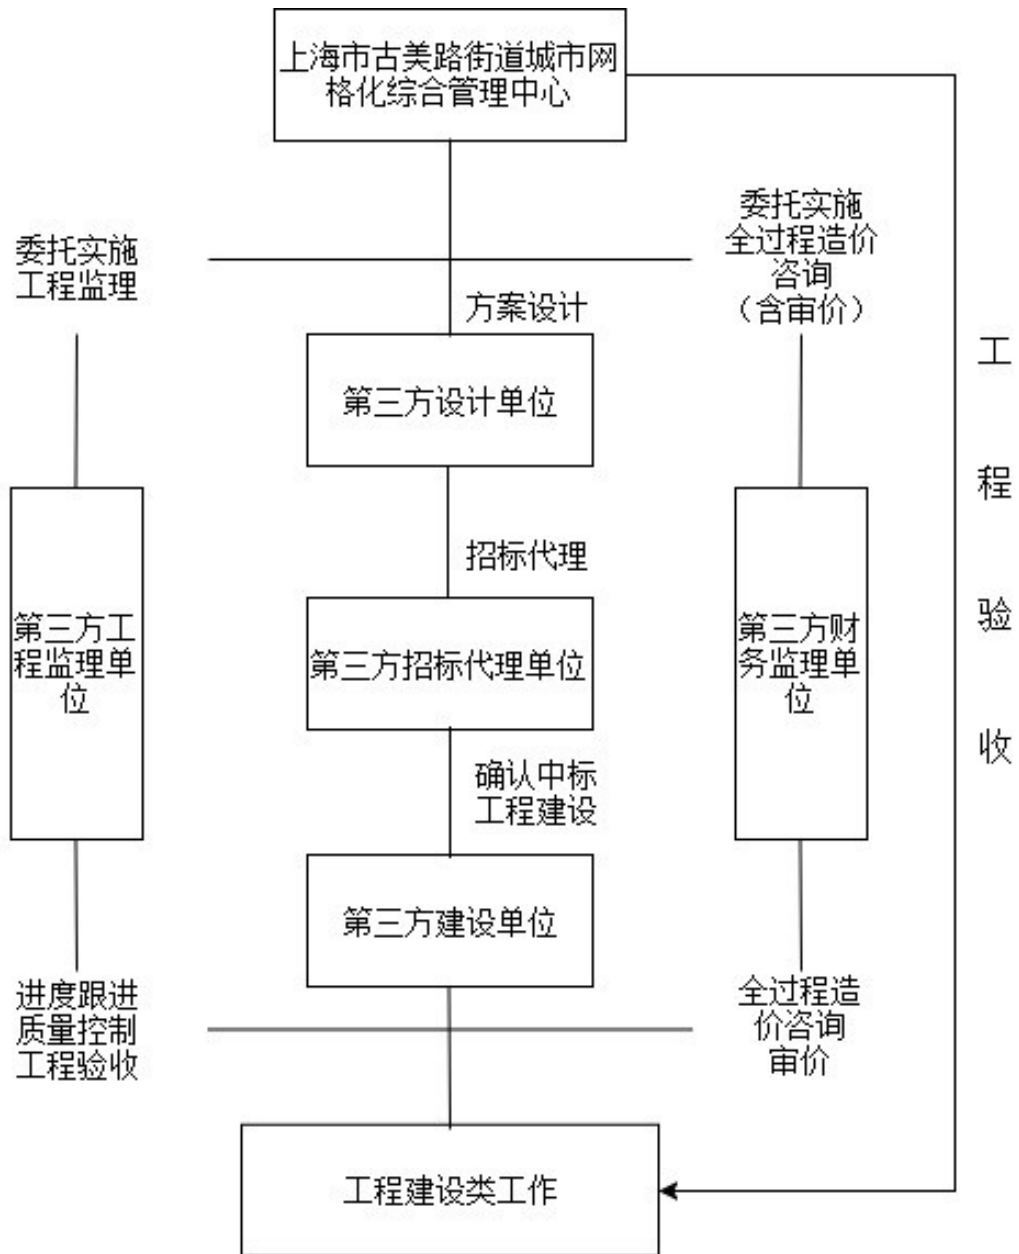 上海市古美路街道城市网
格化综合管理中心
委托实施
工程监理
委托实施
全过程造价
咨询
（含审价）
方案设计
第三方设计单位
招标代理
第三方工
程监理单
位
第三方招标代理单位
第三方财
务监理单
位
工
程
验
收
确认中标
工程建设
第三方建设单位
进度跟进
质量控制
工程验收
全过程造
价咨询
审价
工程建设类工作